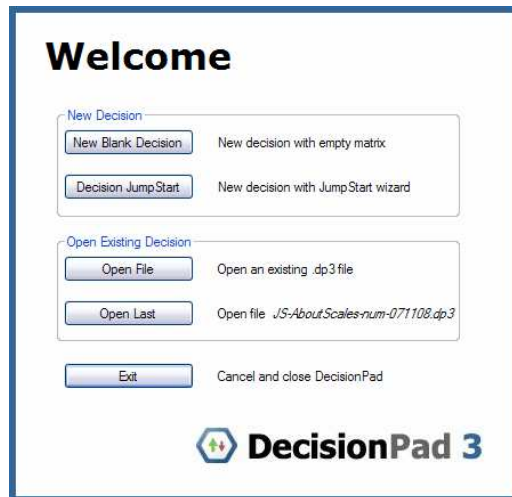 Welcome
New Decision
New Blank Decision New decision with empty matrix
Decision JumpStart New decision with JumpStart wizard
Open Existing Decision
Open File Open an existing .dp3 file
Open Last Open file JS-AboutScales-num-071108.dp3
Exit Cancel and close DecisionPad
DecisionPad 3